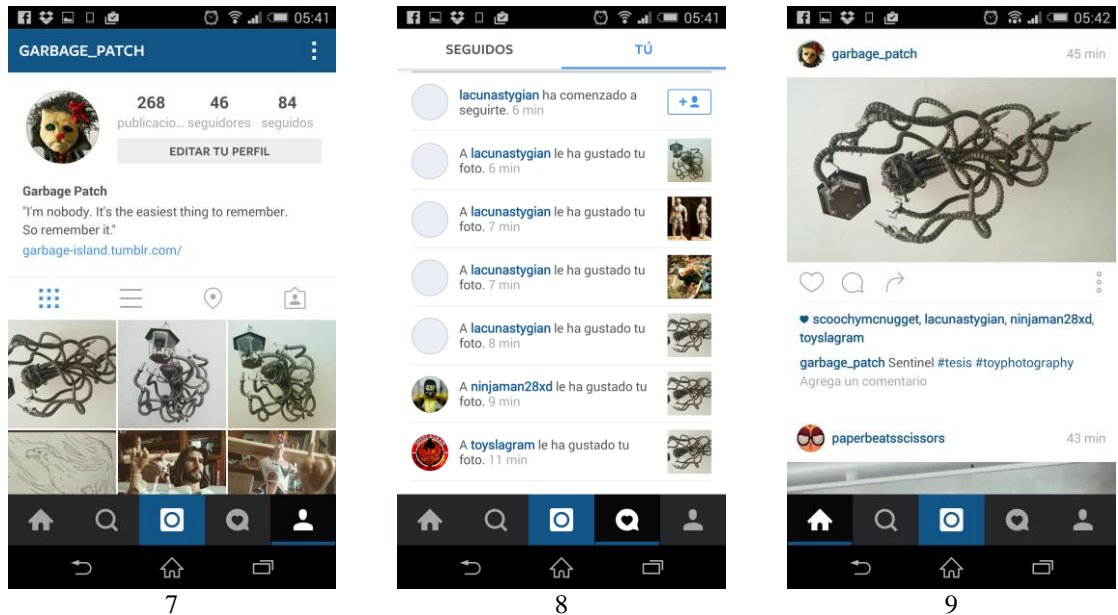 05:41
GARBAGE_PATCH
268 46 84
publicacio... seguidores seguidos
EDITAR TU PERFIL
Garbage Patch
"I'm nobody. It's the easiest thing to remember.
So remember it."
garbage-island.tumblr.com/
7
05:41
SEGUIDOS TÚ
lacunastygian ha comenzado a
seguirte. 6 min
A lacunastygian le ha gustado tu
foto. 6 min
A lacunastygian le ha gustado tu
foto. 7 min
A lacunastygian le ha gustado tu
foto. 7 min
A lacunastygian le ha gustado tu
foto. 8 min
A ninjaman28xd le ha gustado tu
foto. 9 min
A toyslagram le ha gustado tu
foto. 11 min
8
05:42
garbage_patch 45 min
scoochymcnugget, lacunastygian, ninjaman28xd,
toyslagram
garbage_patch Sentinel #tesis #toyphotography
Agrega un comentario
paperbeatsscissors 43 min
9